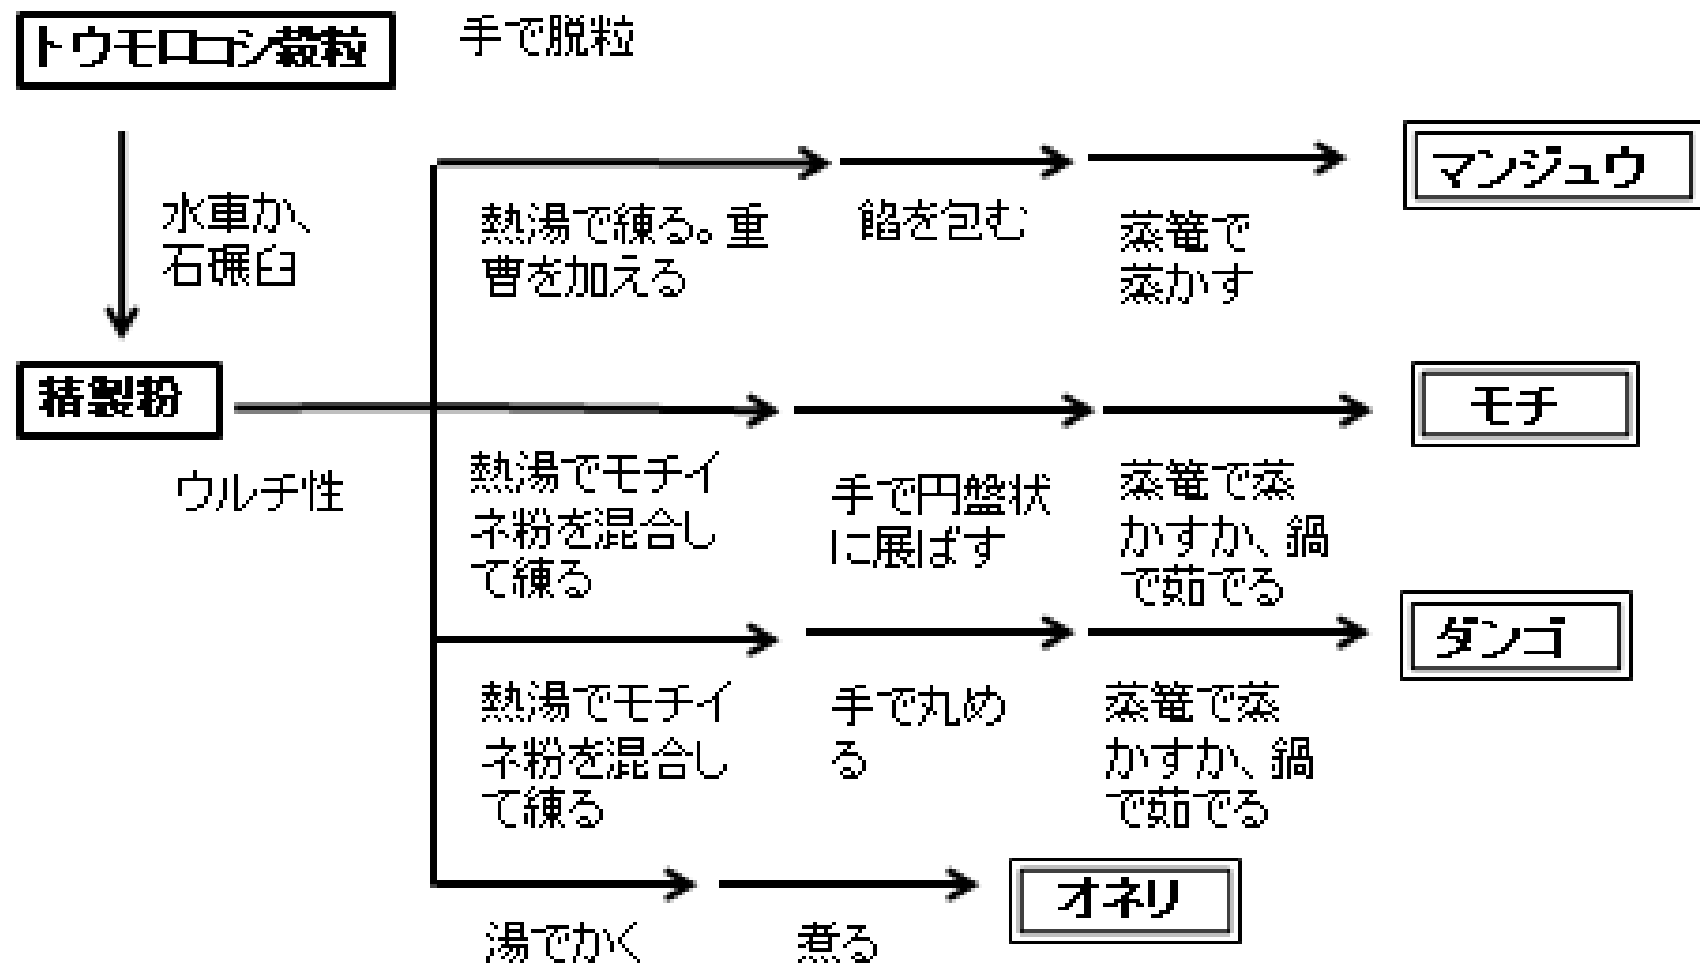 トウモロコシ穀粒
手で脱粒
水車か、
石碾臼
精製粉
ウルチ性
熱湯で練る。重
曹を加える
餡を包む
蒸篭で
蒸かす
マンジュウ
熱湯でモチイ
ネ粉を混合し
て練る
手で円盤状
に展ばす
蒸篭で蒸
かすか、鍋
で茹でる
モチ
熱湯でモチイ
ネ粉を混合し
て練る
手で丸め
る
蒸篭で蒸
かすか、鍋
で茹でる
ダンゴ
湯でかく
煮る
オネリ